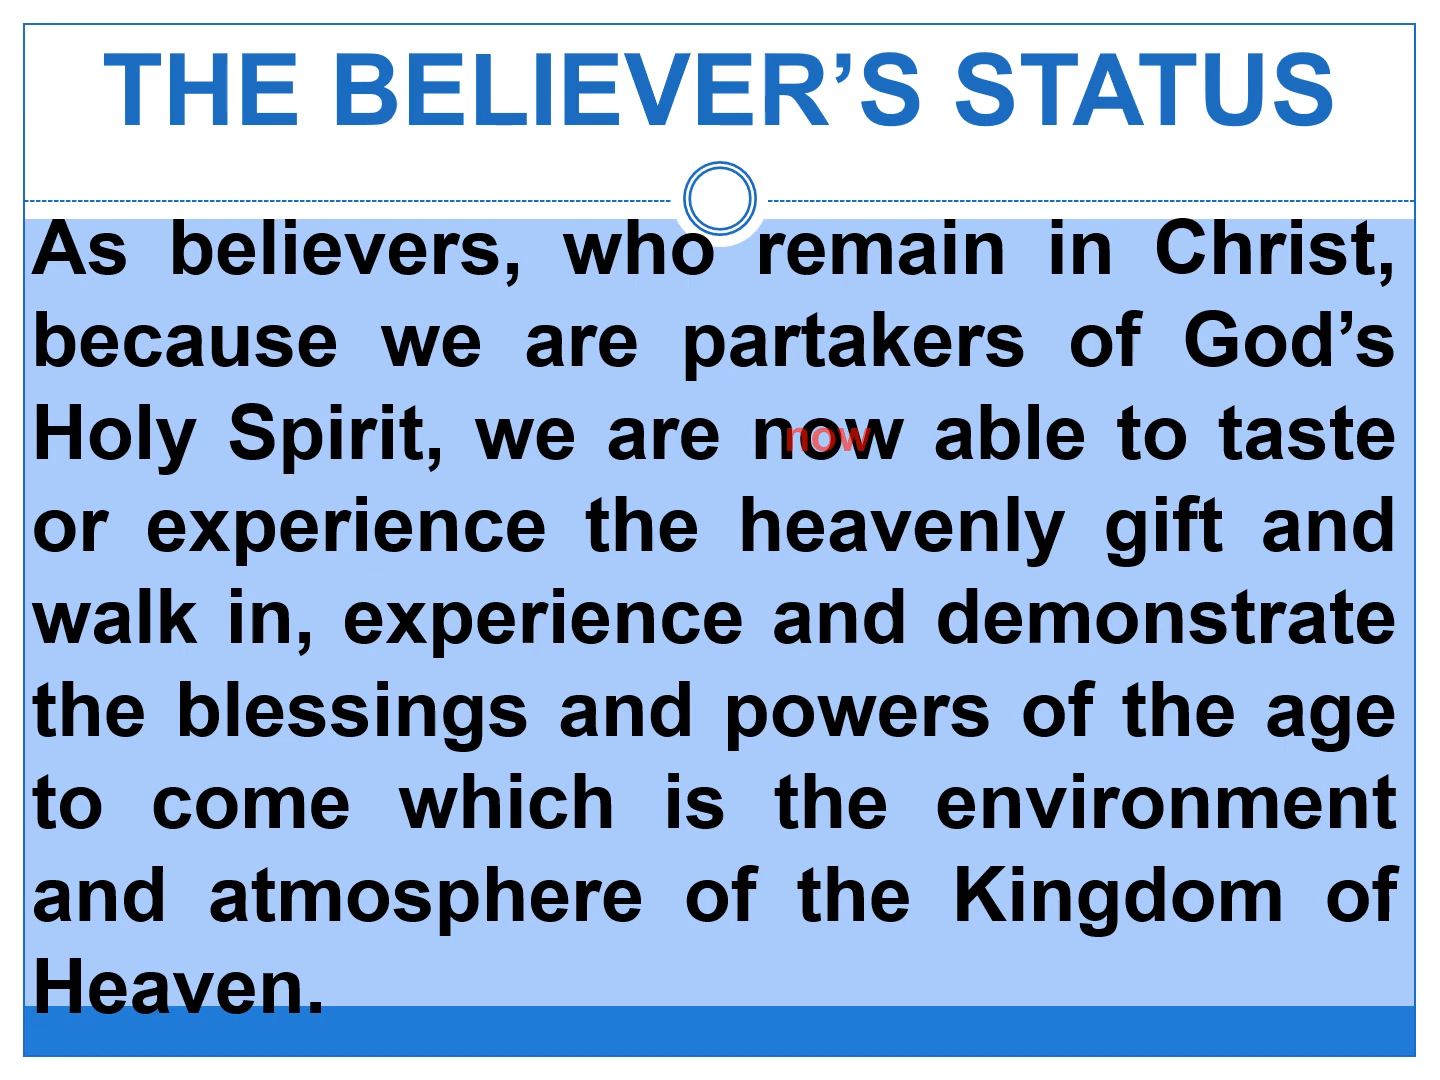 THE BELIEVER’S STATUS
As believers, who remain in Christ,
because we are partakers of God’s
Holy Spirit, we are now able to taste
or experience the heavenly gift and
walk in, experience and demonstrate
the blessings and powers of the age
to come which is the environment
and atmosphere of the Kingdom of
Heaven.
now